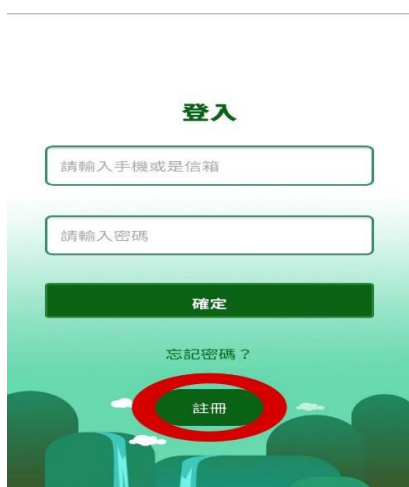 登入
請輸入手機或是信箱
請輸入密碼
確定
忘記密碼？
註冊